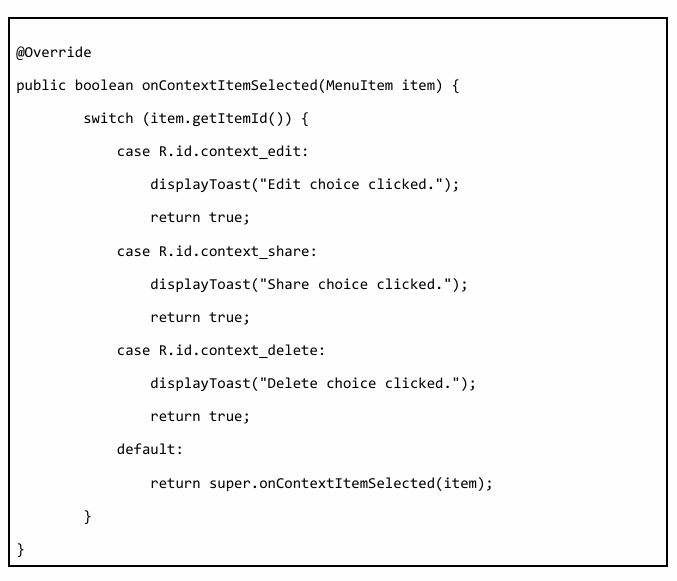 @Override
public boolean onContextItemSelected(MenuItem item) {
        switch (item.getItemId()) {
            case R.id.context_edit:
                displayToast("Edit choice clicked.");
                return true;
            case R.id.context_share:
                displayToast("Share choice clicked.");
                return true;
            case R.id.context_delete:
                displayToast("Delete choice clicked.");
                return true;
            default:
                return super.onContextItemSelected(item);
        }
}